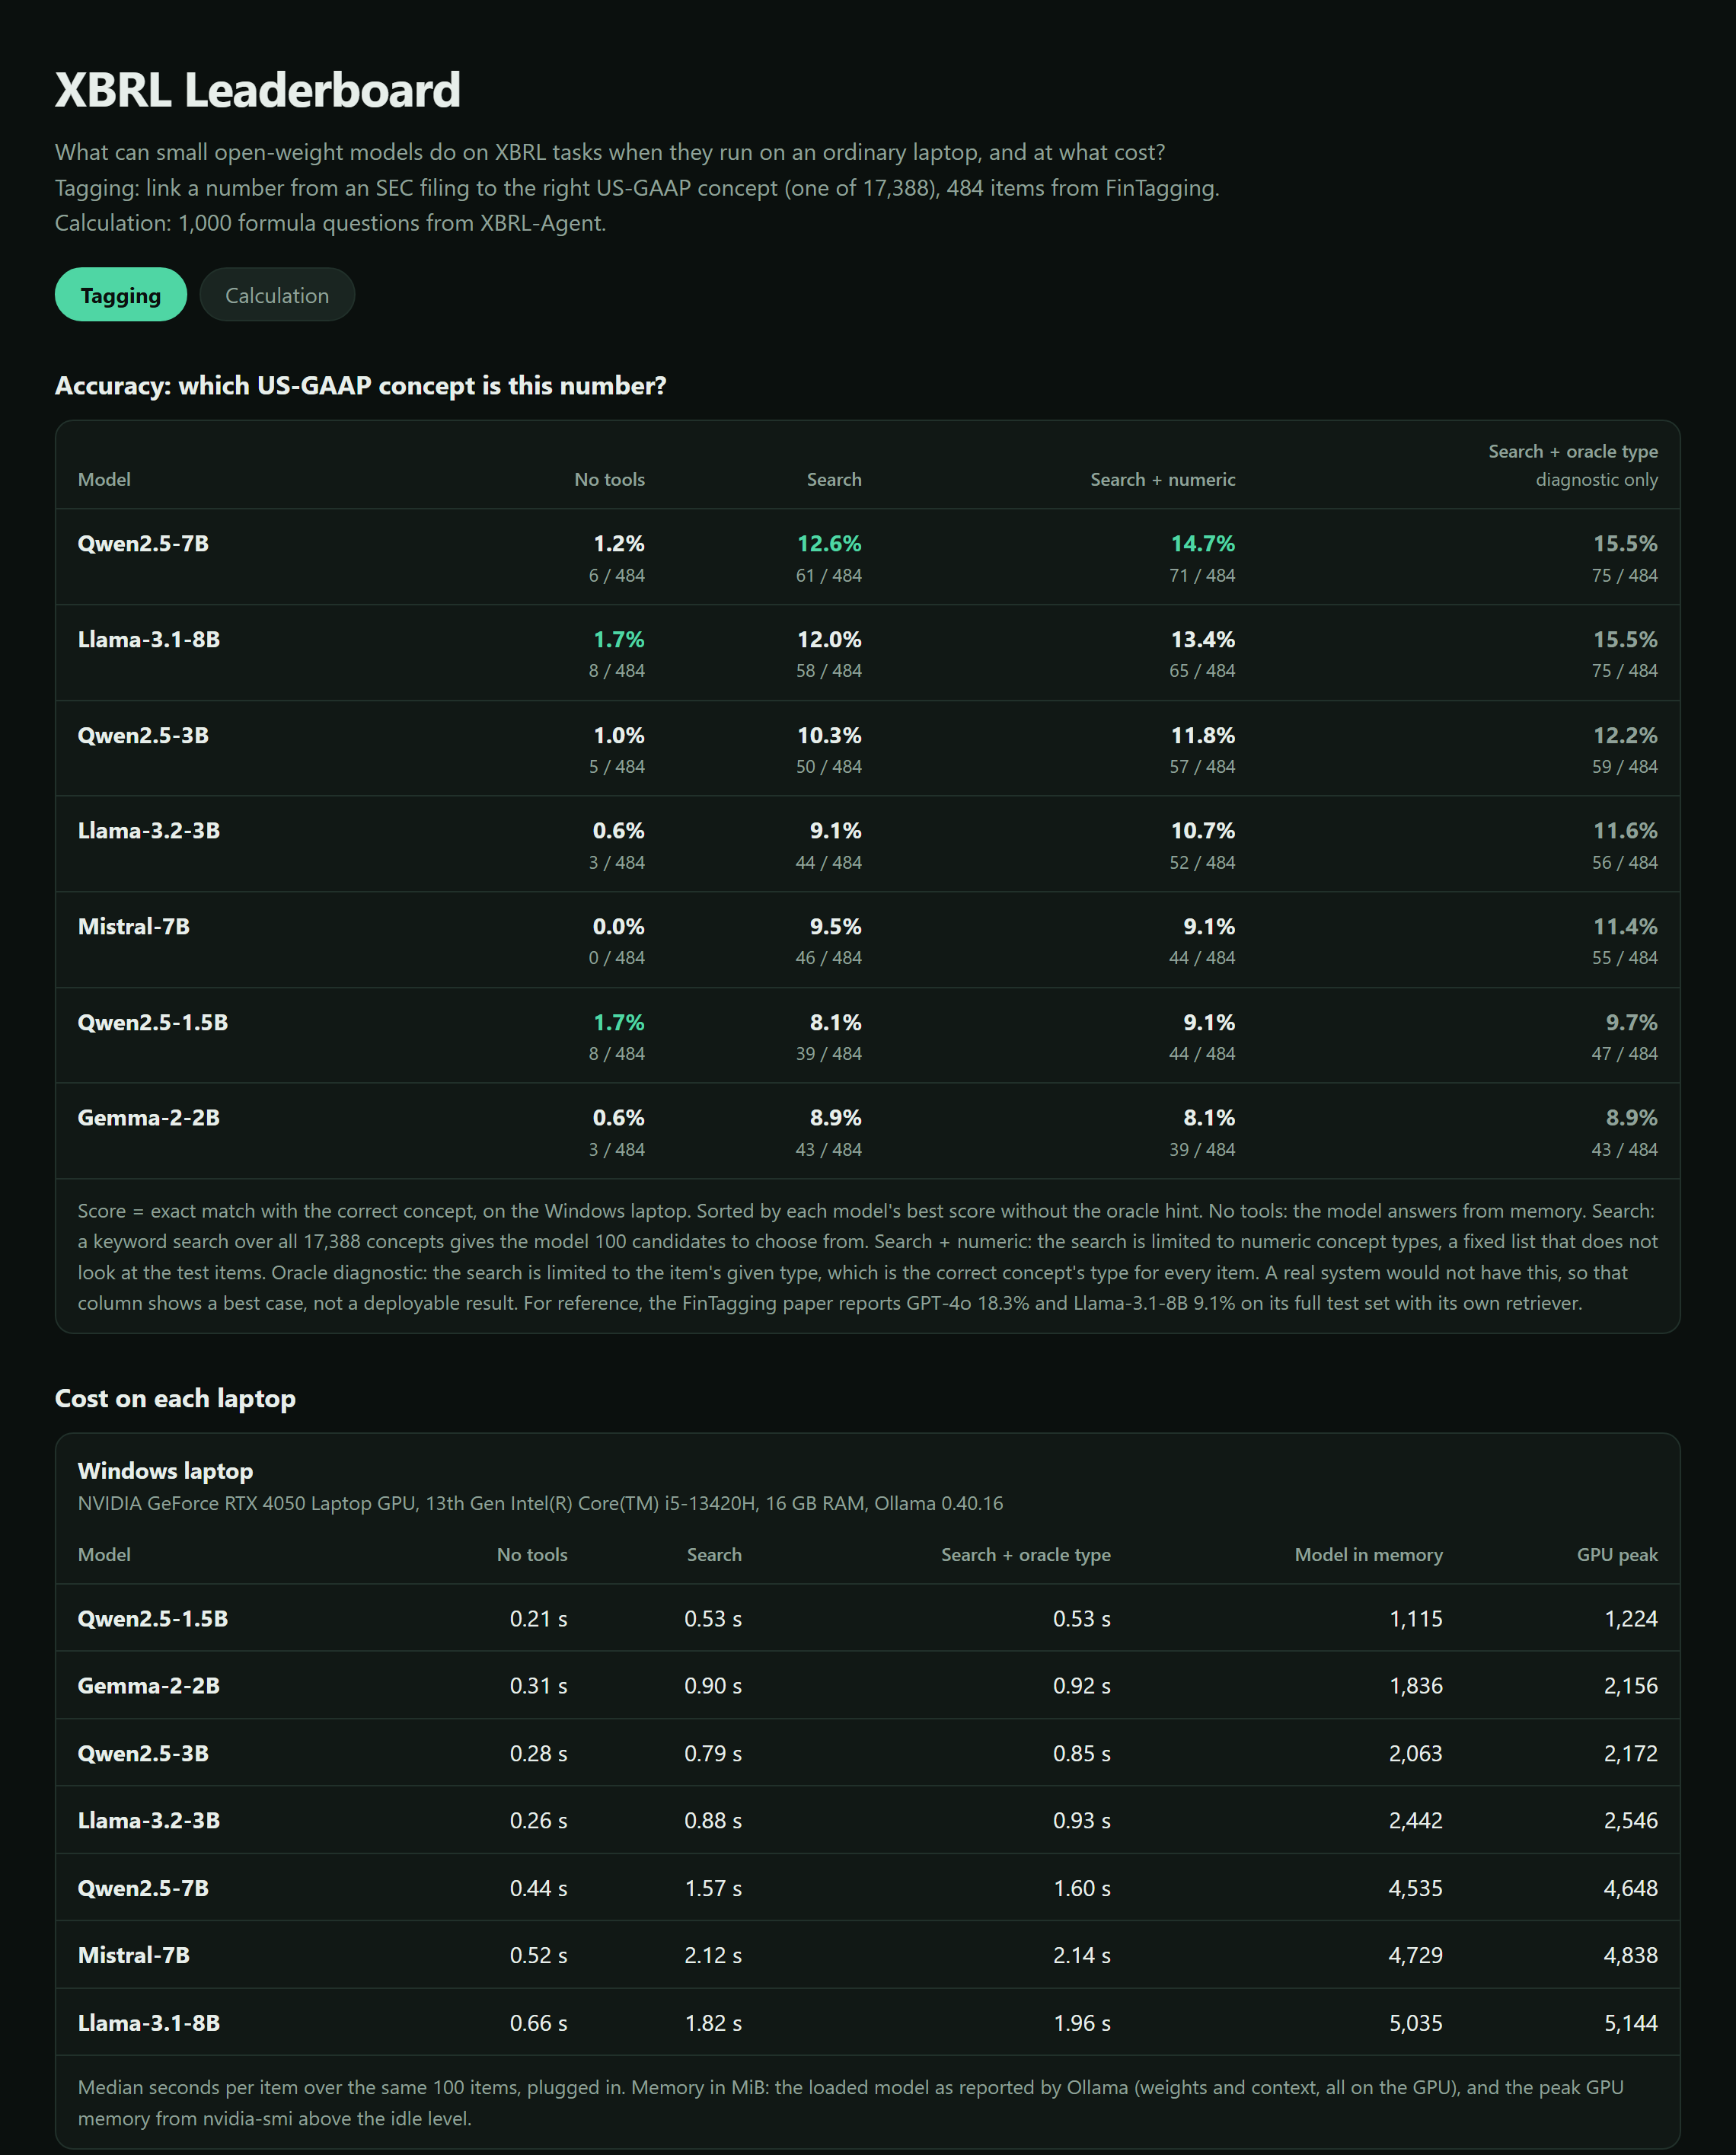 XBRL Leaderboard
What can small open-weight models do on XBRL tasks when they run on an ordinary laptop, and at what cost?
Tagging: link a number from an SEC filing to the right US-GAAP concept (one of 17,388), 484 items from FinTagging.
Calculation: 1,000 formula questions from XBRL-Agent.
Tagging Calculation
Accuracy: which US-GAAP concept is this number?
Search + oracle type
Model No tools Search Search + numeric diagnostic only
Qwen2.5-7B 1.2% 12.6% 14.7% 15.5%
6 / 484 61 / 484 71 / 484 75 / 484
Llama-3.1-8B 1.7% 12.0% 13.4% 15.5%
8 / 484 58 / 484 65 / 484 75 / 484
Qwen2.5-3B 1.0% 10.3% 11.8% 12.2%
5 / 484 50 / 484 57 / 484 59 / 484
Llama-3.2-3B 0.6% 9.1% 10.7% 11.6%
3 / 484 44 / 484 52 / 484 56 / 484
Mistral-7B 0.0% 9.5% 9.1% 11.4%
0 / 484 46 / 484 44 / 484 55 / 484
Qwen2.5-1.5B 1.7% 8.1% 9.1% 9.7%
8 / 484 39 / 484 44 / 484 47 / 484
Gemma-2-2B 0.6% 8.9% 8.1% 8.9%
3 / 484 43 / 484 39 / 484 43 / 484
Score = exact match with the correct concept, on the Windows laptop. Sorted by each model's best score without the oracle hint. No tools: the model answers from memory. Search:
a keyword search over all 17,388 concepts gives the model 100 candidates to choose from. Search + numeric: the search is limited to numeric concept types, a fixed list that does not
look at the test items. Oracle diagnostic: the search is limited to the item's given type, which is the correct concept's type for every item. A real system would not have this, so that
column shows a best case, not a deployable result. For reference, the FinTagging paper reports GPT-4o 18.3% and Llama-3.1-8B 9.1% on its full test set with its own retriever.
Cost on each laptop
Windows laptop
NVIDIA GeForce RTX 4050 Laptop GPU, 13th Gen Intel(R) Core(TM) i5-13420H, 16 GB RAM, Ollama 0.40.16
Model No tools Search Search + oracle type Model in memory GPU peak
Qwen2.5-1.5B 0.21 s 0.53 s 0.53 s 1,115 1,224
Gemma-2-2B 0.31 s 0.90 s 0.92 s 1,836 2,156
Qwen2.5-3B 0.28 s 0.79 s 0.85 s 2,063 2,172
Llama-3.2-3B 0.26 s 0.88 s 0.93 s 2,442 2,546
Qwen2.5-7B 0.44 s 1.57 s 1.60 s 4,535 4,648
Mistral-7B 0.52 s 2.12 s 2.14 s 4,729 4,838
Llama-3.1-8B 0.66 s 1.82 s 1.96 s 5,035 5,144
Median seconds per item over the same 100 items, plugged in. Memory in MiB: the loaded model as reported by Ollama (weights and context, all on the GPU), and the peak GPU
memory from nvidia-smi above the idle level.